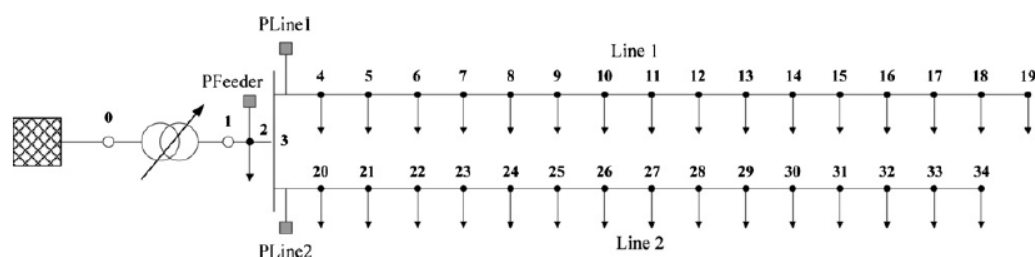 PLine1
Line 1
PFeeder
4 5 6 7 8 9 10 11 12 13 14 15 16 17 18 19
0 1 2 3
20 21 22 23 24 25 26 27 28 29 30 31 32 33 34
PLine2
Line 2